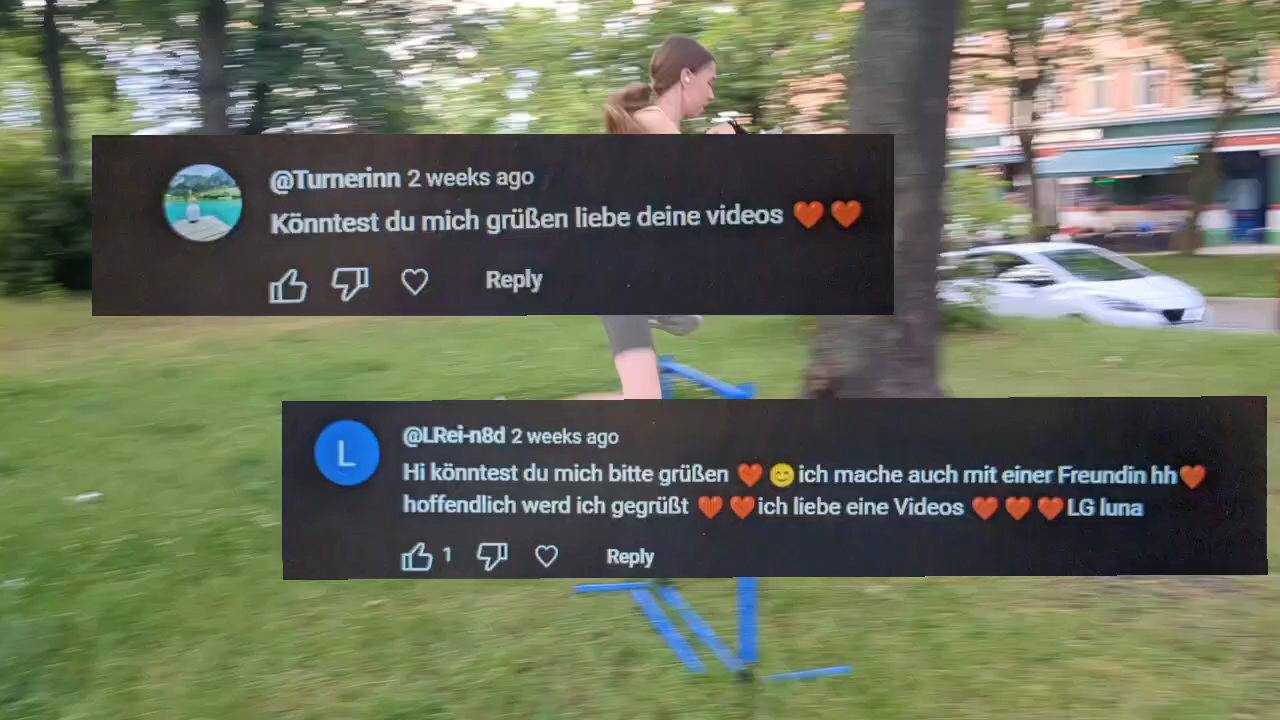 @Turnerinn 2 weeks ago
Könntest du mich grüßen liebe deine videos ❤️❤️
Reply
@LRei-n8d 2 weeks ago
L
Hi könntest du mich bitte grüßen ❤️😊ich mache auch mit einer Freundin hh❤️
hoffendlich werd ich gegrüßt ❤️❤️ich liebe eine Videos ❤️❤️❤️LG luna
1
Reply